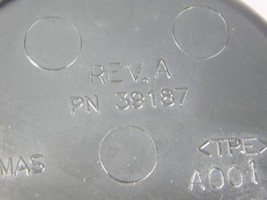 REV. A
PN 38187
<TPE>
MAS
A001